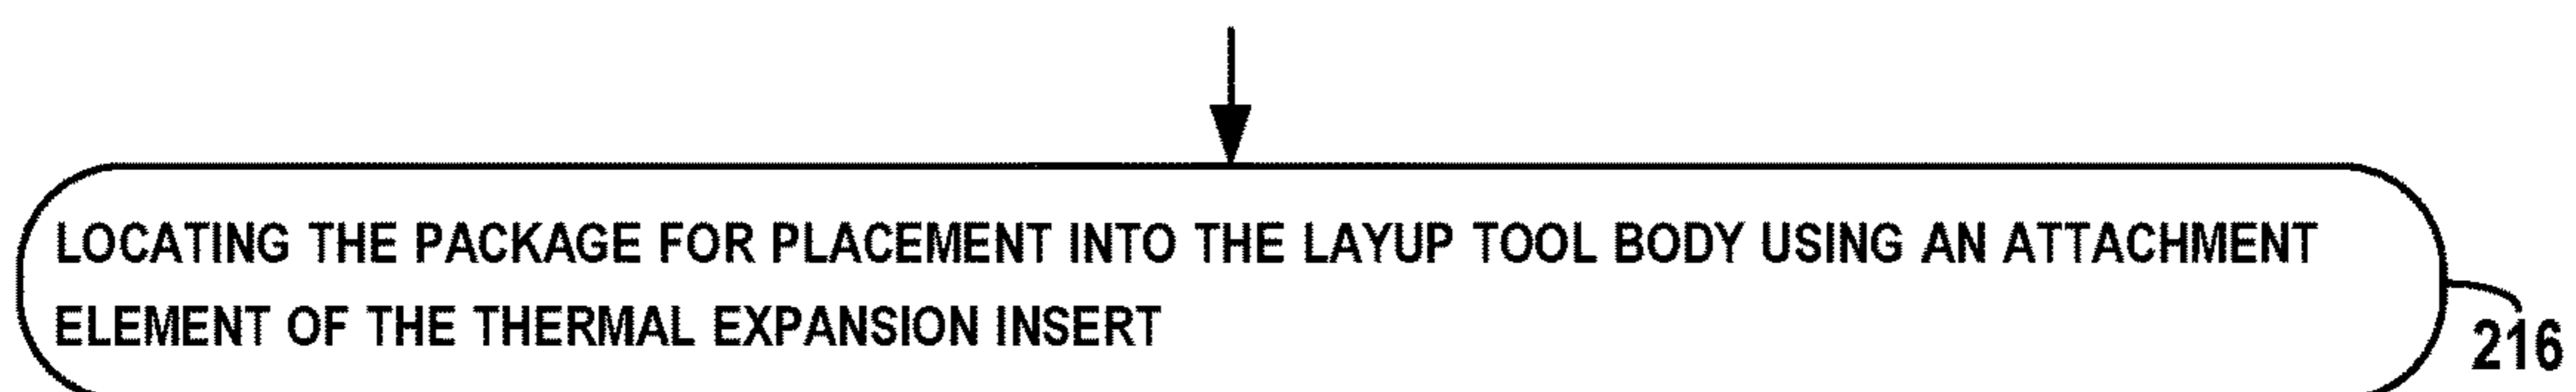 LOCATING THE PACKAGE FOR PLACEMENT INTO THE LAYUP TOOL BODY USING AN ATTACHMENT
ELEMENT OF THE THERMAL EXPANSION INSERT
216